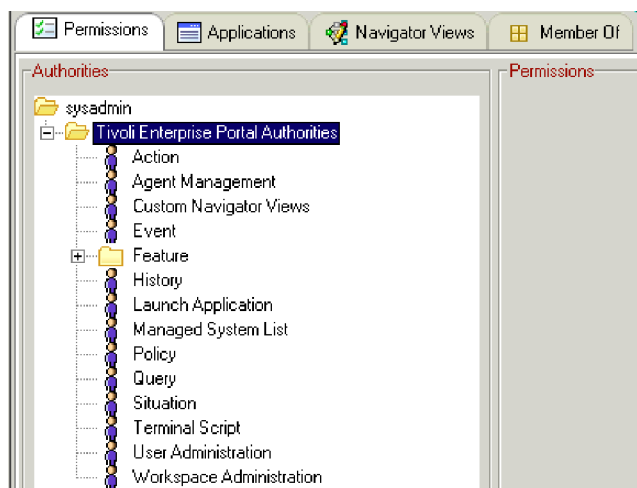 Permissions Applications Navigator Views Member Of
Authorities Permissions
sysadmin
Tivoli Enterprise Portal Authorities
Action
Agent Management
Custom Navigator Views
Event
Feature
History
Launch Application
Managed System List
Policy
Query
Situation
Terminal Script
User Administration
Workspace Administration